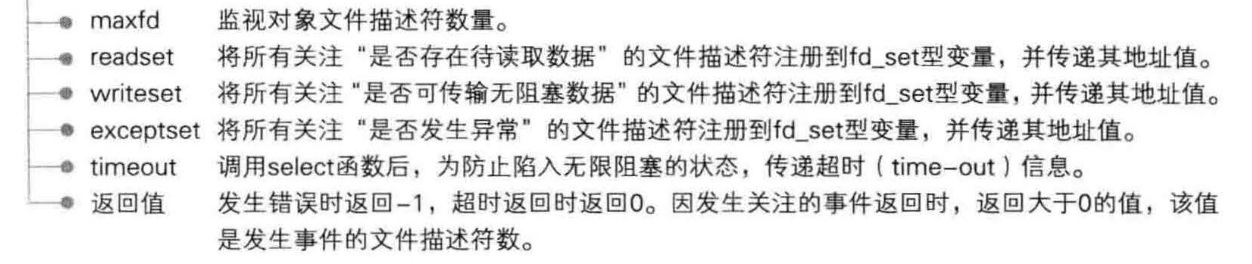 maxfd 监视对象文件描述符数量。
readset 将所有关注“是否存在待读取数据”的文件描述符注册到fd_set型变量，并传递其地址值。
writeset 将所有关注“是否可传输无阻塞数据”的文件描述符注册到fd_set型变量，并传递其地址值。
exceptset 将所有关注“是否发生异常”的文件描述符注册到fd_set型变量，并传递其地址值。
timeout 调用select函数后，为防止陷入无限阻塞的状态，传递超时（time-out）信息。
返回值 发生错误时返回-1，超时返回时返回0。因发生关注的事件返回时，返回大于0的值，该值
是发生事件的文件描述符数。